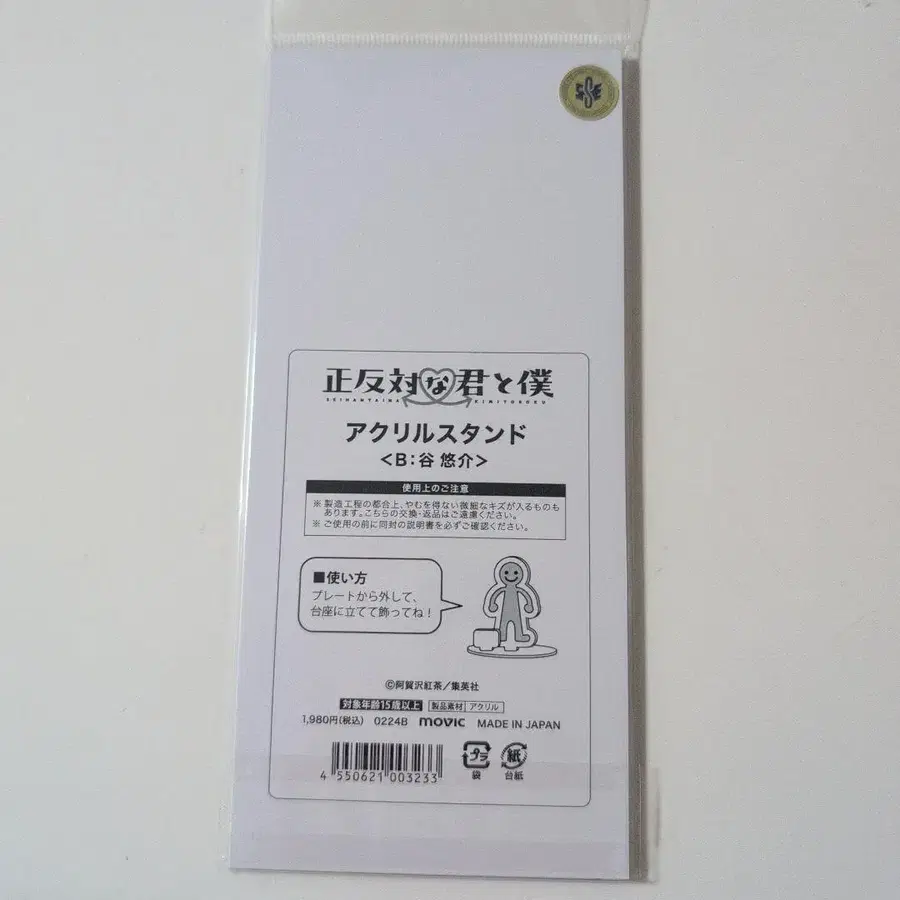 正反対な君と僕
SEIHANTAINA KIMITOBOKU
アクリルスタンド
<B:谷 悠介>
使用上のご注意
※製造工程の都合上、やむを得ない微細なキズが入るものも
あります。こちらの交換・返品はご遠慮ください。
※ご使用の前に同封の説明書を必ずご確認ください。
■使い方
プレートから外して、
台座に立てて飾ってね!
©阿賀沢紅茶/集英社
対象年齢15歳以上 製品素材 アクリル
1,980円(税込) 0224B movic MADE IN JAPAN
4 550621 003233
プラ 紙
袋 台紙